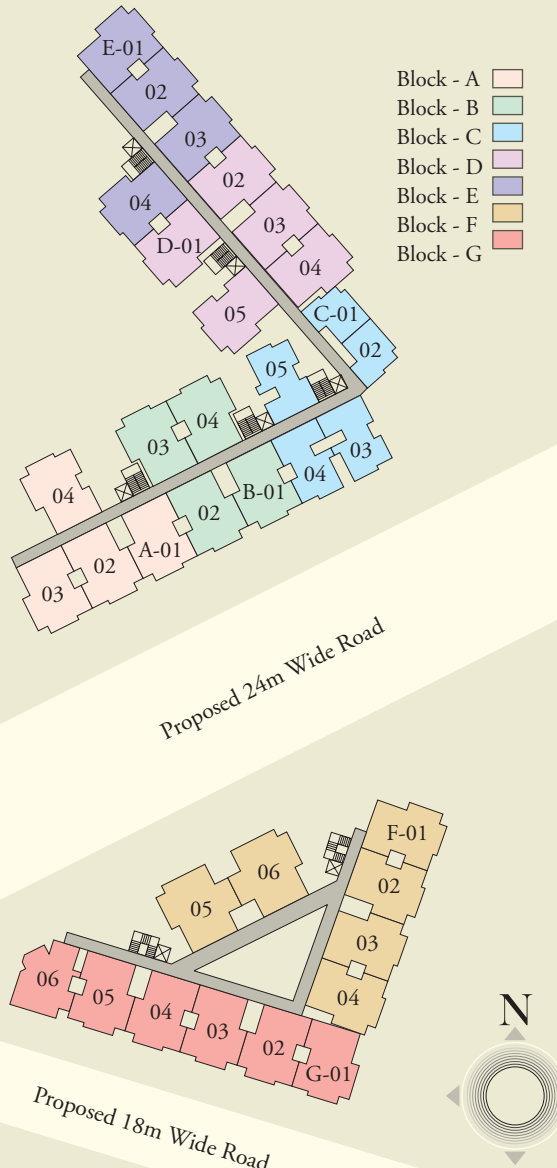 E-01
02
03
04
02
D-01
03
04
05
C-01
02
05
03
04
04
03
B-01
02
04
A-01
02
03
Block - A
Block - B
Block - C
Block - D
Block - E
Block - F
Block - G
Proposed 24m Wide Road
F-01
02
03
04
06
05
06
05
04
03
02
G-01
N
Proposed 18m Wide Road